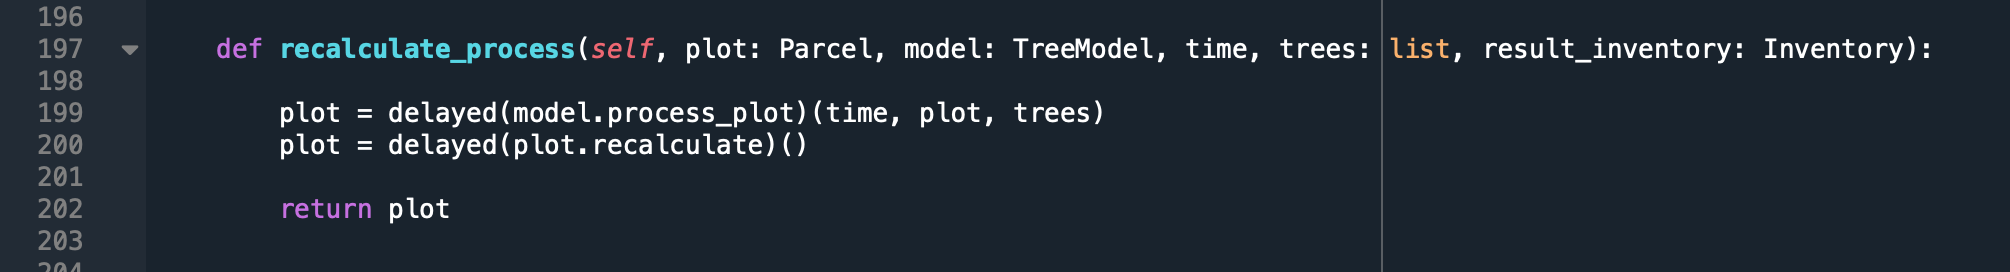 196
197 def recalculate_process(self, plot: Parcel, model: TreeModel, time, trees: list, result_inventory: Inventory):
198
199 plot = delayed(model.process_plot)(time, plot, trees)
200 plot = delayed(plot.recalculate)()
201
202 return plot
203
204